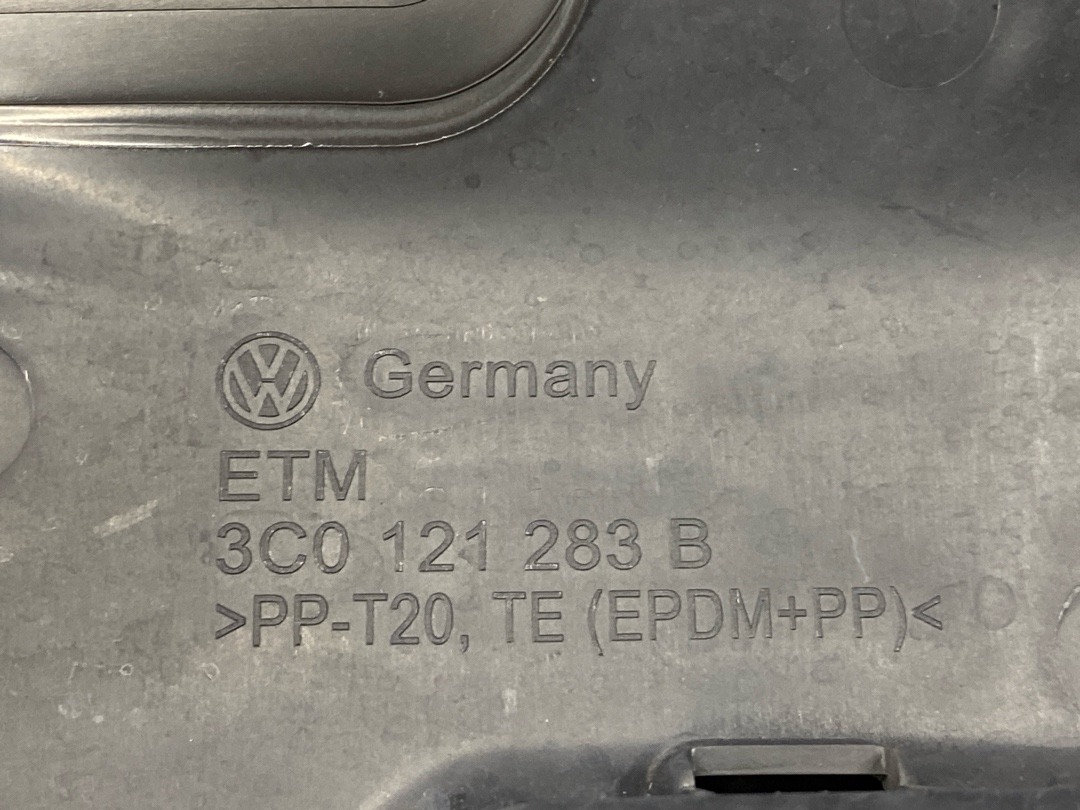 Germany
ETM
3C0 121 283 B
>PP-T20, TE (EPDM+PP)<